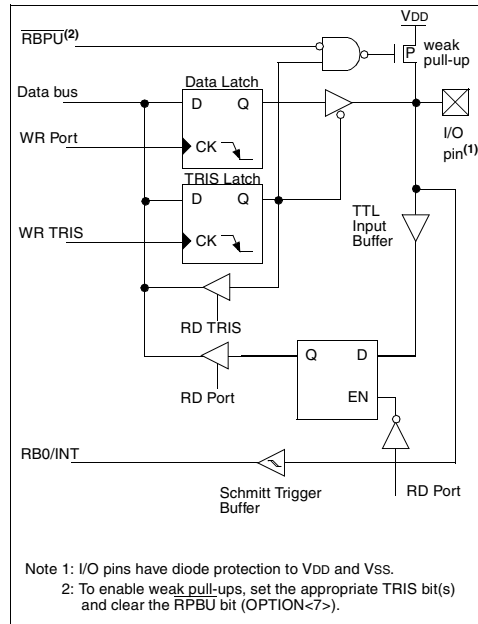 VDD
RBPU(2)
P
weak
pull-up
Data Latch
Data bus
D Q
I/O
pin(1)
WR Port
CK
TRIS Latch
D Q
TTL
Input
Buffer
WR TRIS
CK
RD TRIS
Q D
RD Port
EN
RB0/INT
Schmitt Trigger
Buffer
RD Port
Note 1: I/O pins have diode protection to VDD and VSS.
2: To enable weak pull-ups, set the appropriate TRIS bit(s)
and clear the RPBU bit (OPTION<7>).